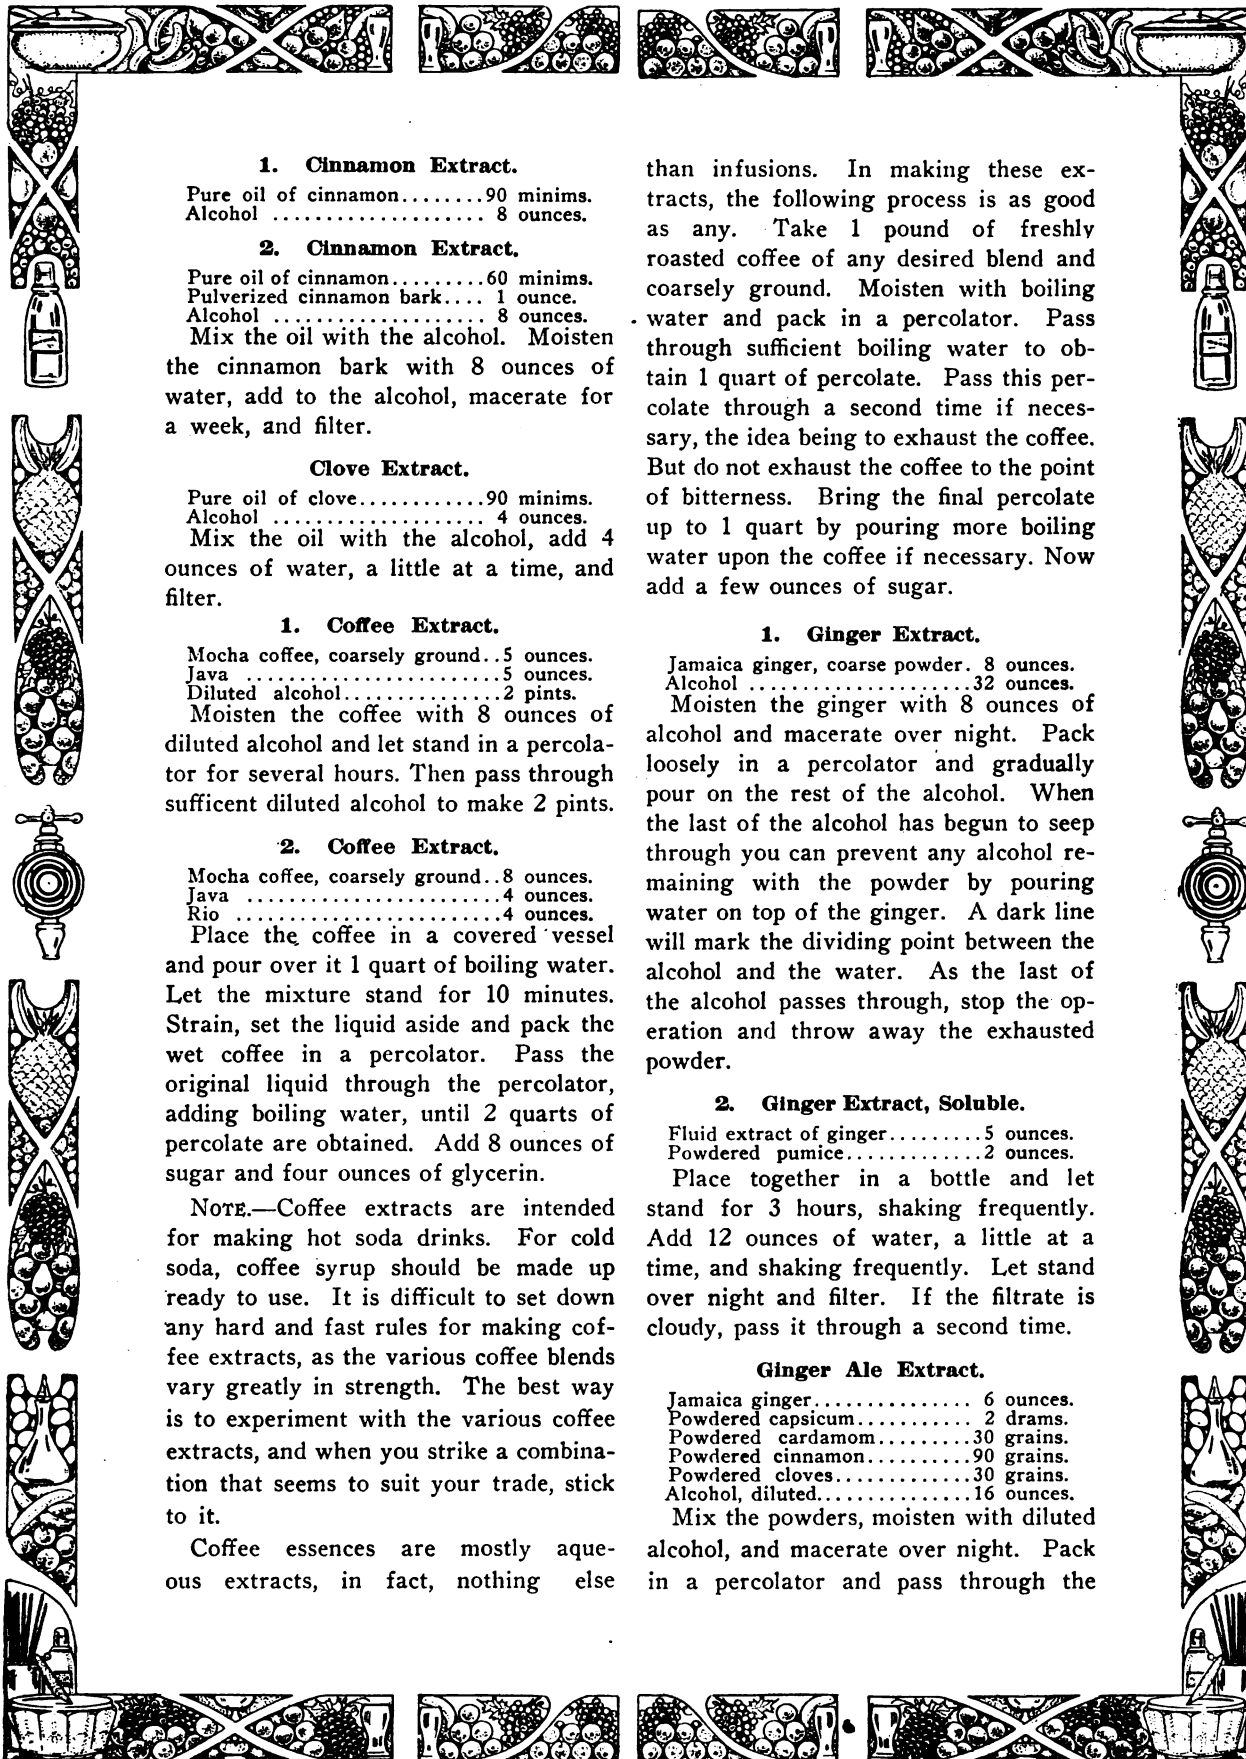 1. Cinnamon Extract.
Pure oil of cinnamon........90 minims.
Alcohol .................... 8 ounces.
2. Cinnamon Extract.
Pure oil of cinnamon.........60 minims.
Pulverized cinnamon bark.... 1 ounce.
Alcohol .................... 8 ounces.
Mix the oil with the alcohol. Moisten
the cinnamon bark with 8 ounces of
water, add to the alcohol, macerate for
a week, and filter.
Clove Extract.
Pure oil of clove............90 minims.
Alcohol .................... 4 ounces.
Mix the oil with the alcohol, add 4
ounces of water, a little at a time, and
filter.
1. Coffee Extract.
Mocha coffee, coarsely ground..5 ounces.
Java ........................5 ounces.
Diluted alcohol...............2 pints.
Moisten the coffee with 8 ounces of
diluted alcohol and let stand in a percola-
tor for several hours. Then pass through
sufficent diluted alcohol to make 2 pints.
2. Coffee Extract.
Mocha coffee, coarsely ground..8 ounces.
Java ........................4 ounces.
Rio .........................4 ounces.
Place the coffee in a covered vessel
and pour over it 1 quart of boiling water.
Let the mixture stand for 10 minutes.
Strain, set the liquid aside and pack the
wet coffee in a percolator. Pass the
original liquid through the percolator,
adding boiling water, until 2 quarts of
percolate are obtained. Add 8 ounces of
sugar and four ounces of glycerin.
NOTE.—Coffee extracts are intended
for making hot soda drinks. For cold
soda, coffee syrup should be made up
ready to use. It is difficult to set down
any hard and fast rules for making cof-
fee extracts, as the various coffee blends
vary greatly in strength. The best way
is to experiment with the various coffee
extracts, and when you strike a combina-
tion that seems to suit your trade, stick
to it.
Coffee essences are mostly aque-
ous extracts, in fact, nothing else
than infusions. In making these ex-
tracts, the following process is as good
as any. Take 1 pound of freshly
roasted coffee of any desired blend and
coarsely ground. Moisten with boiling
water and pack in a percolator. Pass
through sufficient boiling water to ob-
tain 1 quart of percolate. Pass this per-
colate through a second time if neces-
sary, the idea being to exhaust the coffee.
But do not exhaust the coffee to the point
of bitterness. Bring the final percolate
up to 1 quart by pouring more boiling
water upon the coffee if necessary. Now
add a few ounces of sugar.
1. Ginger Extract.
Jamaica ginger, coarse powder. 8 ounces.
Alcohol .....................32 ounces.
Moisten the ginger with 8 ounces of
alcohol and macerate over night. Pack
loosely in a percolator and gradually
pour on the rest of the alcohol. When
the last of the alcohol has begun to seep
through you can prevent any alcohol re-
maining with the powder by pouring
water on top of the ginger. A dark line
will mark the dividing point between the
alcohol and the water. As the last of
the alcohol passes through, stop the op-
eration and throw away the exhausted
powder.
2. Ginger Extract, Soluble.
Fluid extract of ginger.........5 ounces.
Powdered pumice.............2 ounces.
Place together in a bottle and let
stand for 3 hours, shaking frequently.
Add 12 ounces of water, a little at a
time, and shaking frequently. Let stand
over night and filter. If the filtrate is
cloudy, pass it through a second time.
Ginger Ale Extract.
Jamaica ginger............... 6 ounces.
Powdered capsicum........... 2 drams.
Powdered cardamom.........30 grains.
Powdered cinnamon..........90 grains.
Powdered cloves.............30 grains.
Alcohol, diluted...............16 ounces.
Mix the powders, moisten with diluted
alcohol, and macerate over night. Pack
in a percolator and pass through the